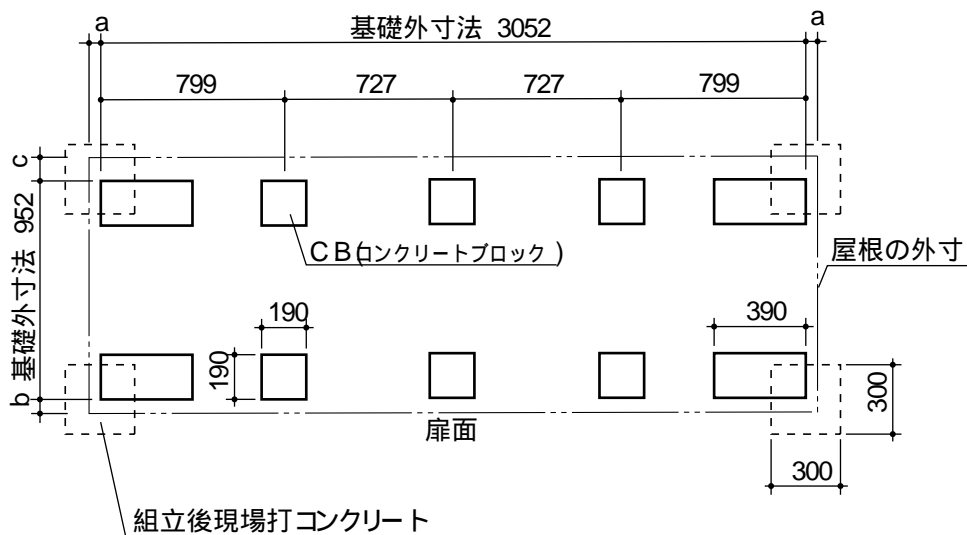 a 基礎外寸法 3052 a
799 727 727 799
c
基礎外寸法 952
b
CB(コンクリートブロック)
屋根の外寸
190
390
190
300
扉面
300
組立後現場打コンクリート